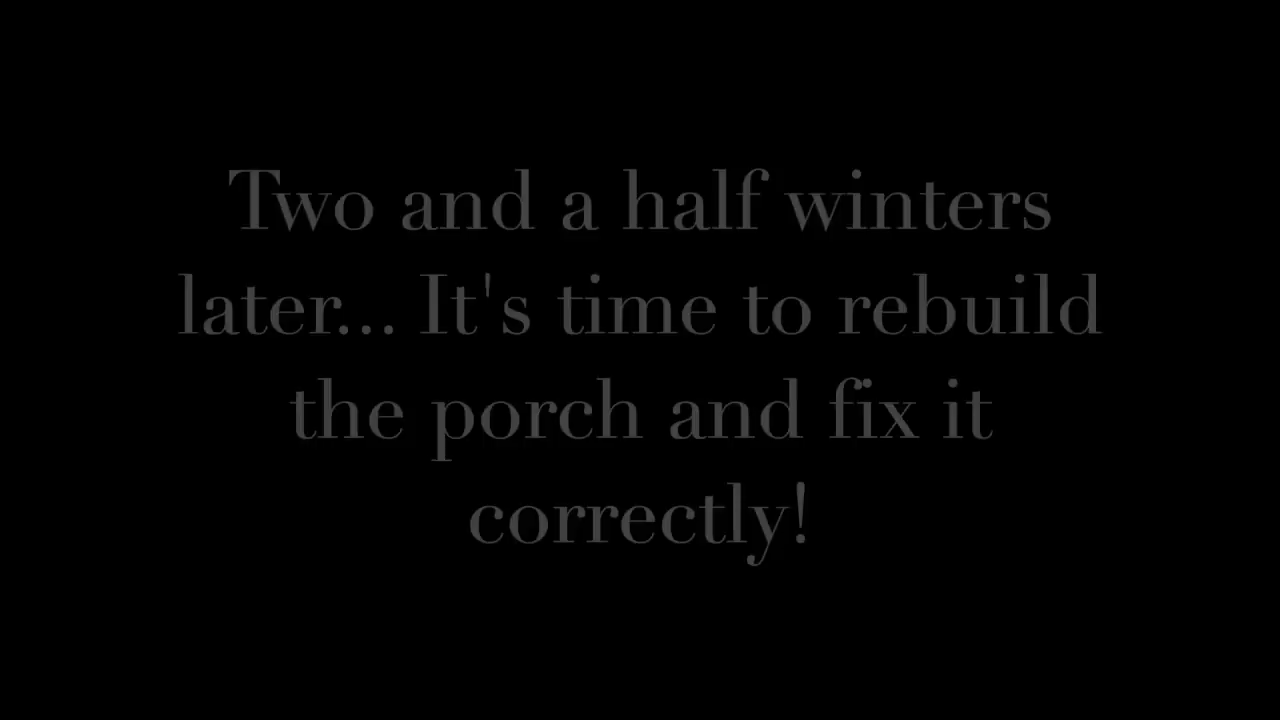 Two and a half winters
later... It's time to rebuild
the porch and fix it
correctly!